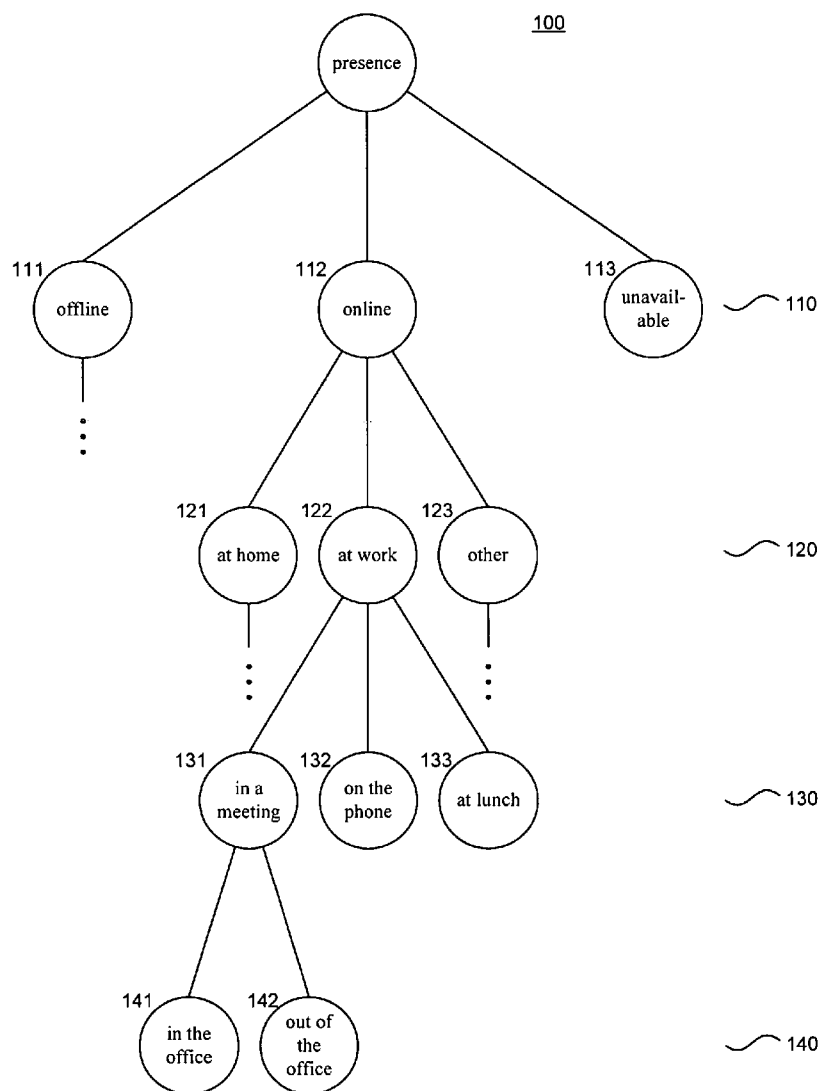 100
presence
111
112
113
offline
online
unavail-
able
110
121
122
123
at home
at work
other
120
131
132
133
in a
meeting
on the
phone
at lunch
130
141
142
in the
office
out of
the
office
140